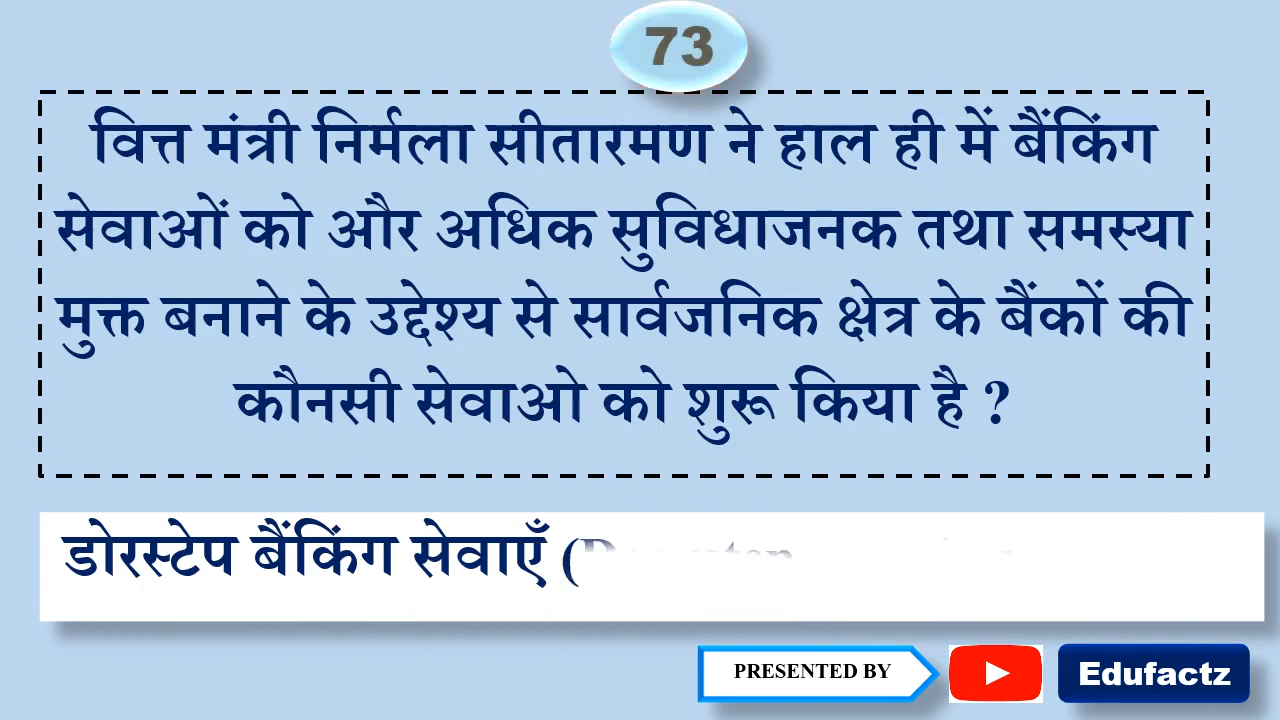 73
वित्त मंत्री निर्मला सीतारमण ने हाल ही में बैंकिंग
सेवाओं को और अधिक सुविधाजनक तथा समस्या
मुक्त बनाने के उद्देश्य से सार्वजनिक क्षेत्र के बैंकों की
कौनसी सेवाओ को शुरू किया है ?
डोरस्टेप बैंकिंग सेवाएँ (
PRESENTED BY
Edufactz